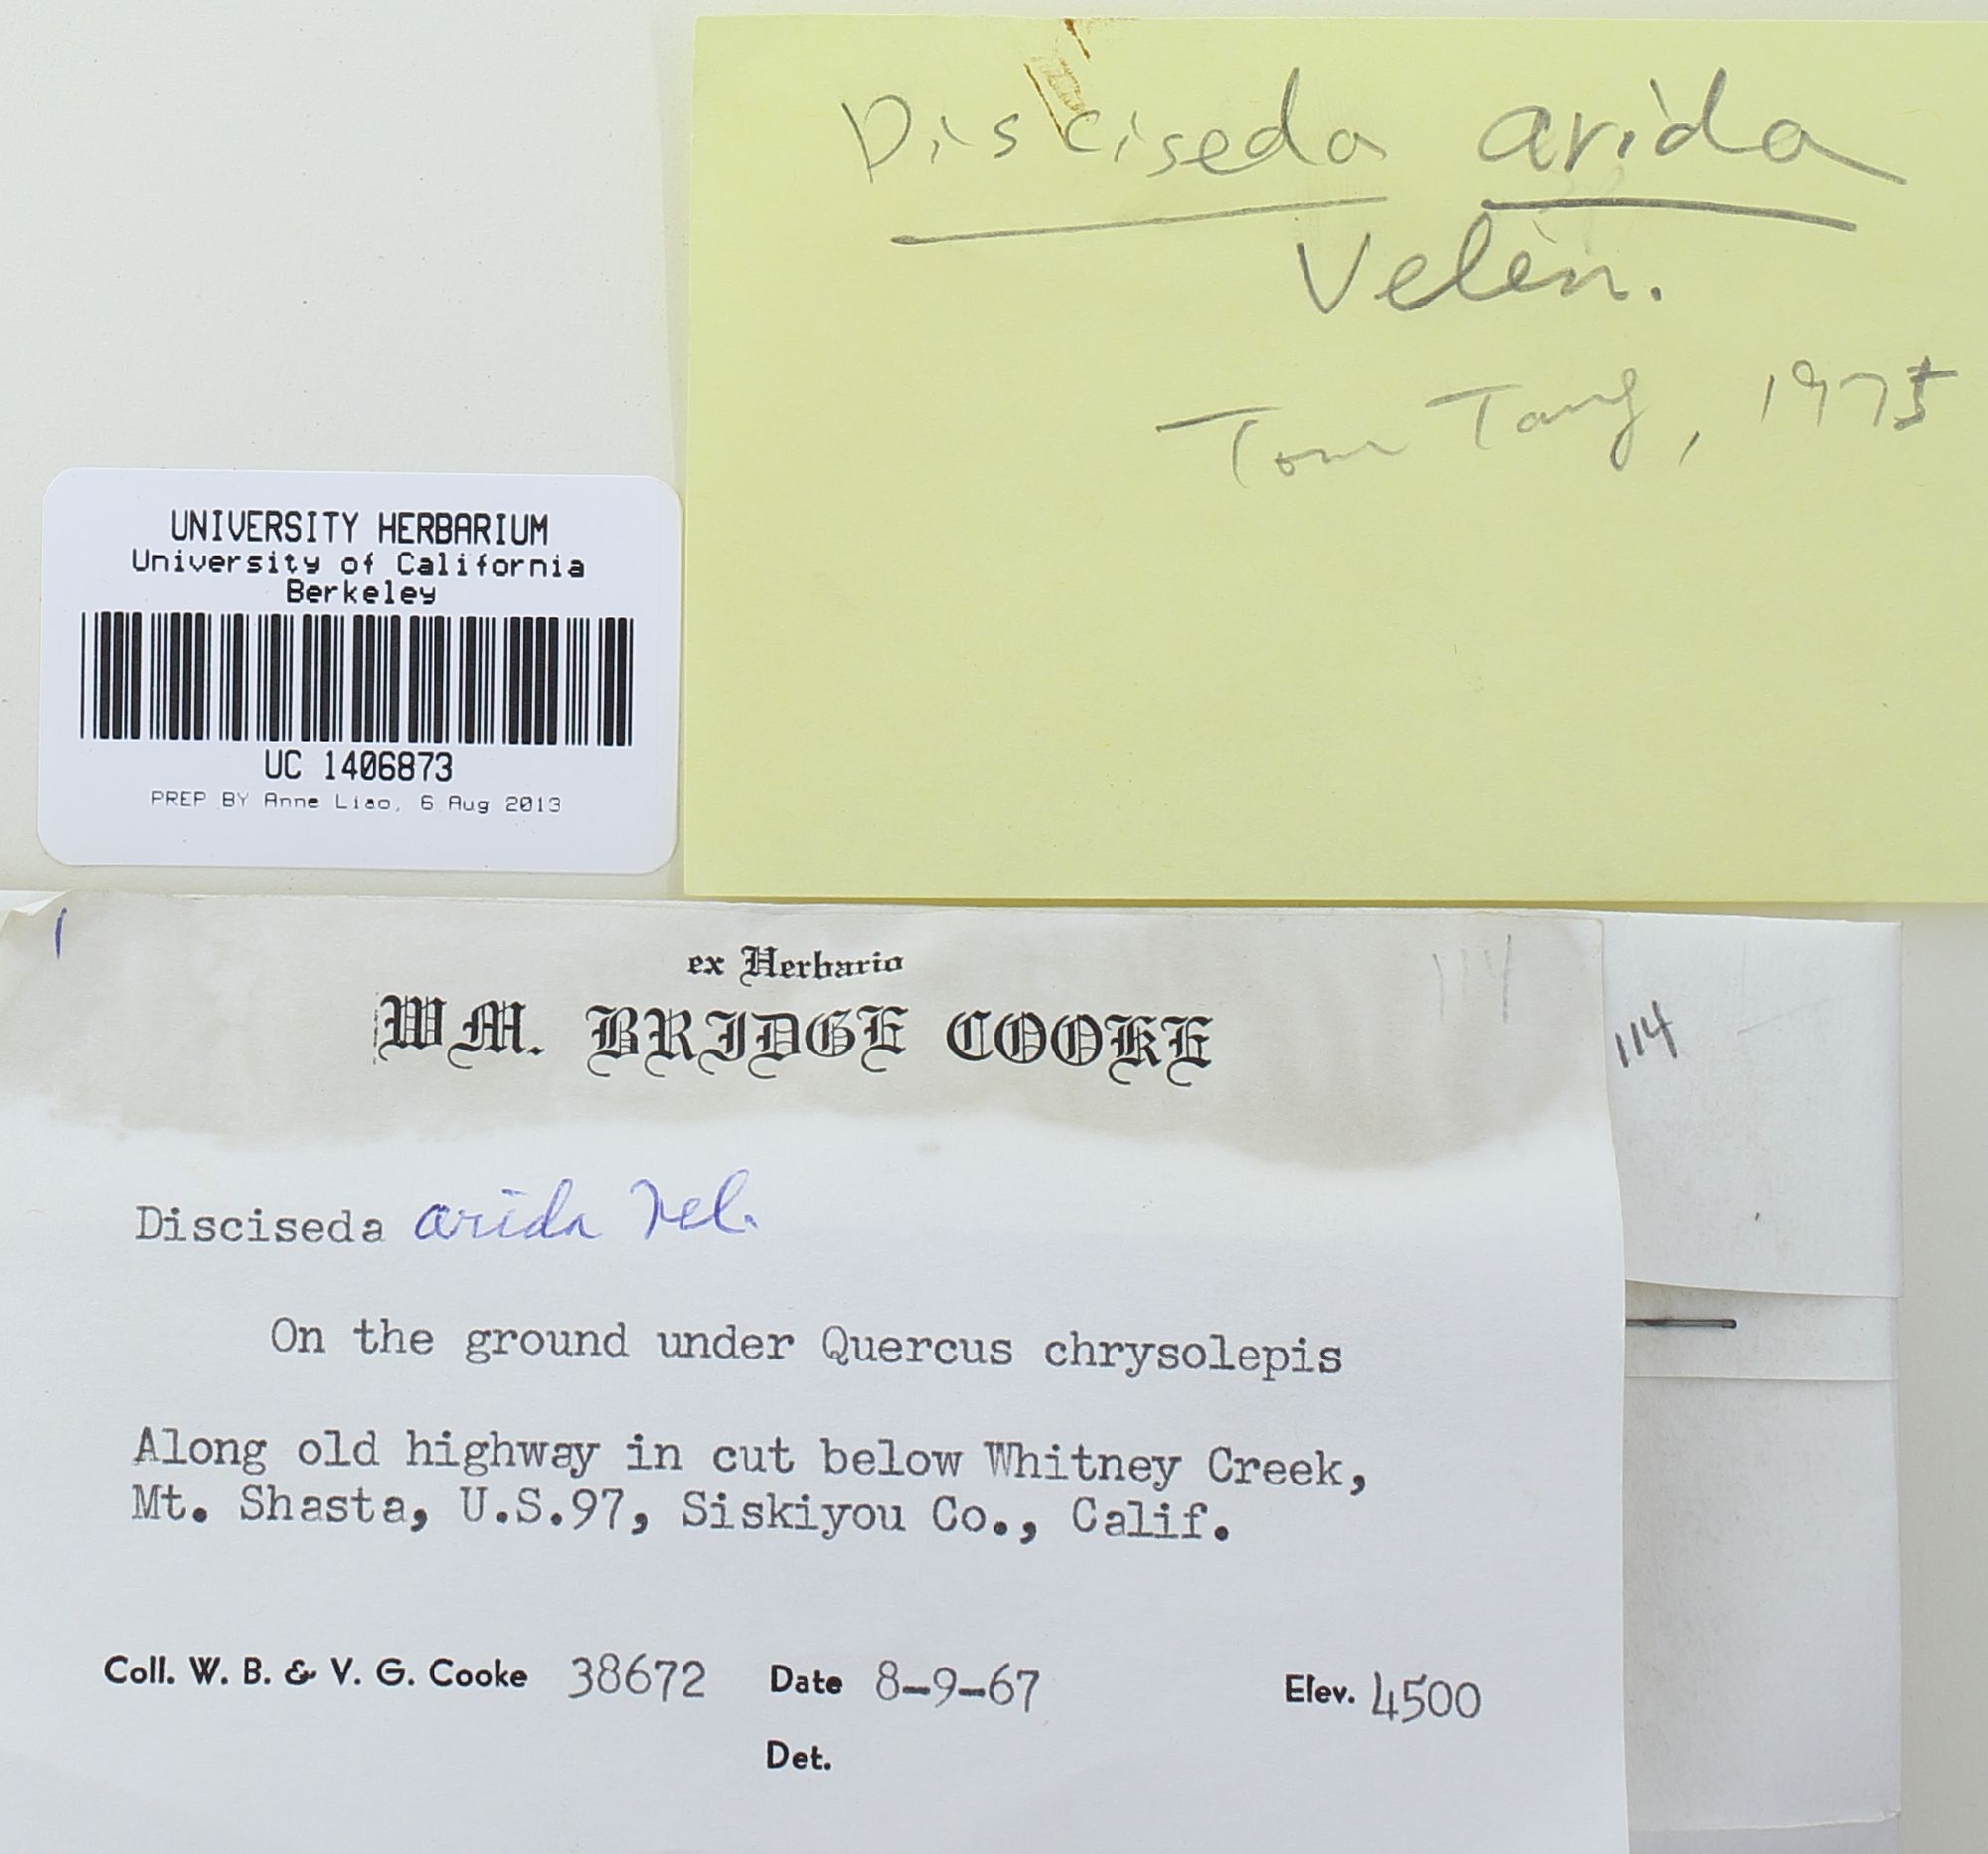 Disciseda arida
Velen.
Tom Tang, 1975
UNIVERSITY HERBARIUM
University of California
Berkeley
UC 1406873
PREP BY Anne Liao, 6 Aug 2013
1
ex Herbario
114
WM. BRIDGE COOKE
114
Disciseda arida Vel.
On the ground under Quercus chrysolepis
Along old highway in cut below Whitney Creek,
Mt. Shasta, U.S.97, Siskiyou Co., Calif.
Coll. W. B. & V. G. Cooke 38672 Date 8-9-67 Elev. 4500
Det.